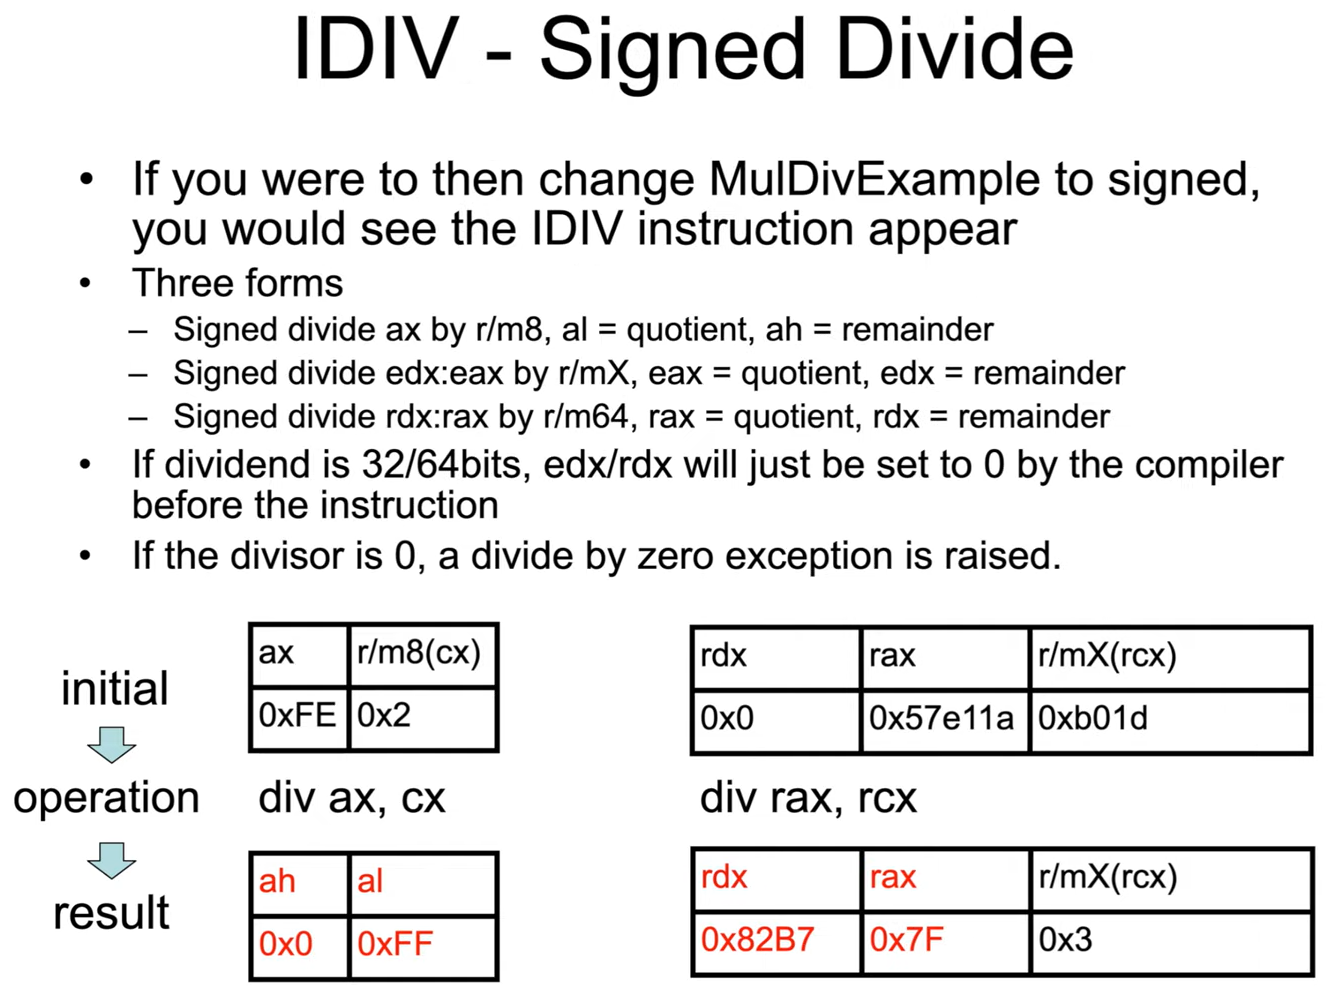 IDIV - Signed Divide
• If you were to then change MulDivExample to signed,
you would see the IDIV instruction appear
• Three forms
– Signed divide ax by r/m8, al = quotient, ah = remainder
– Signed divide edx:eax by r/mX, eax = quotient, edx = remainder
– Signed divide rdx:rax by r/m64, rax = quotient, rdx = remainder
• If dividend is 32/64bits, edx/rdx will just be set to 0 by the compiler
before the instruction
• If the divisor is 0, a divide by zero exception is raised.
initial
ax r/m8(cx)
0xFE 0x2
rdx rax r/mX(rcx)
0x0 0x57e11a 0xb01d
operation div ax, cx div rax, rcx
result
ah al
0x0 0xFF
rdx rax r/mX(rcx)
0x82B7 0x7F 0x3